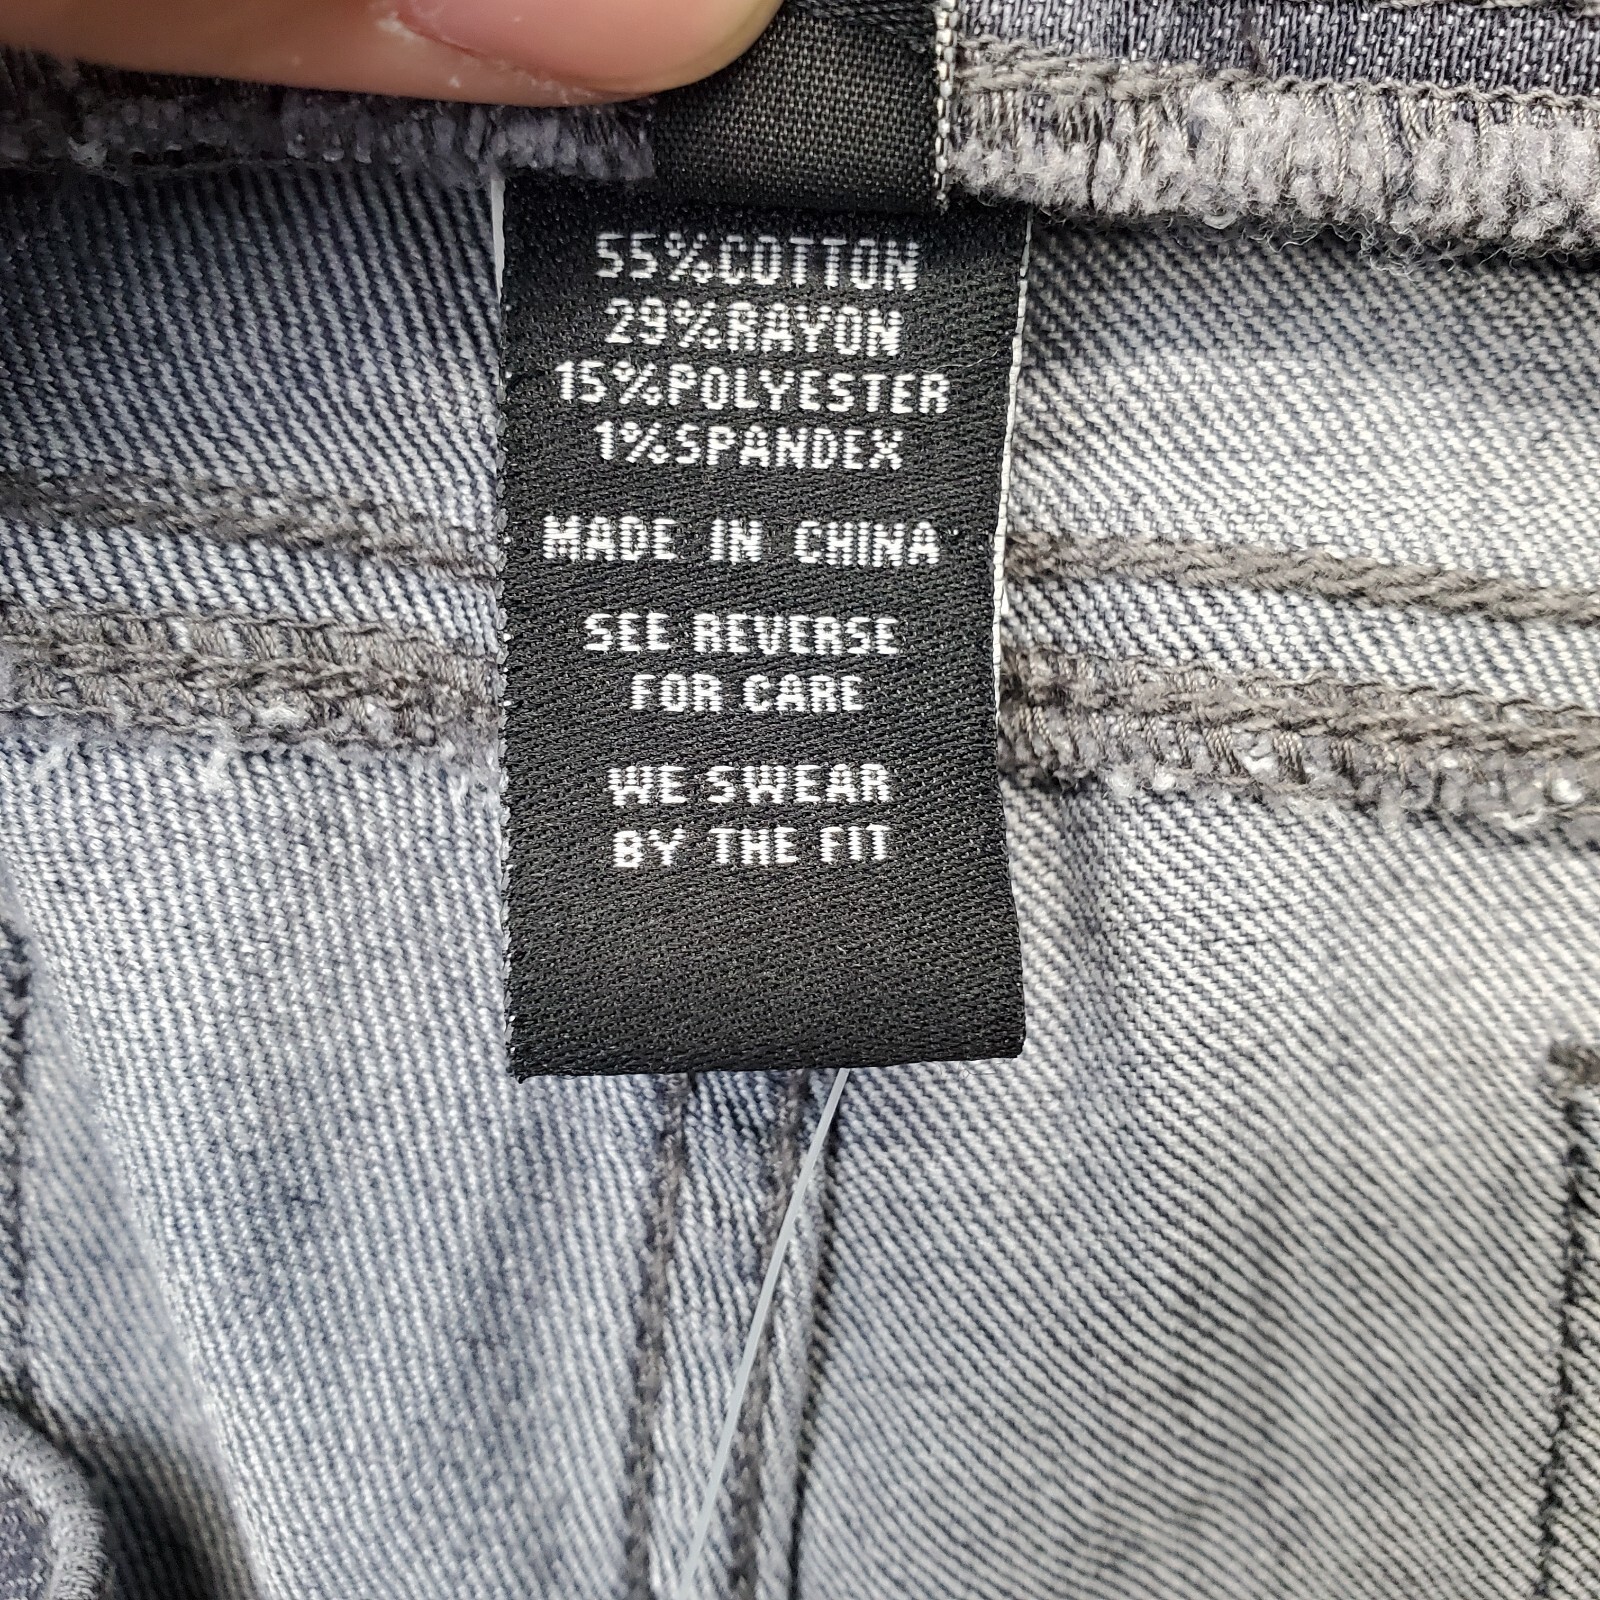 55%COTTON
29%RAYON
15%POLYESTER
1%SPANDEX
MADE IN CHINA
SEE REVERSE
FOR CARE
WE SWEAR
BY THE FIT